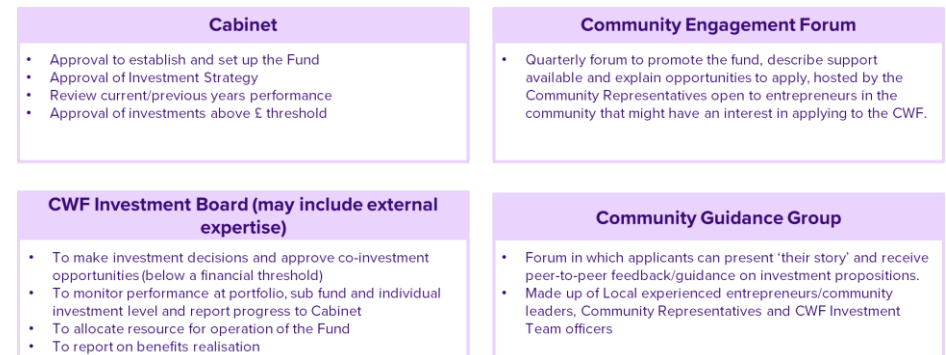 Cabinet
• Approval to establish and set up the Fund
• Approval of Investment Strategy
• Review current/previous years performance
• Approval of investments above £ threshold
Community Engagement Forum
• Quarterly forum to promote the fund, describe support
available and explain opportunities to apply, hosted by the
Community Representatives open to entrepreneurs in the
community that might have an interest in applying to the CWF.
CWF Investment Board (may include external
expertise)
• To make investment decisions and approve co-investment
opportunities (below a financial threshold)
• To monitor performance at portfolio, sub fund and individual
investment level and report progress to Cabinet
• To allocate resource for operation of the Fund
• To report on benefits realisation
Community Guidance Group
• Forum in which applicants can present ‘their story’ and receive
peer-to-peer feedback/guidance on investment propositions.
• Made up of Local experienced entrepreneurs/community
leaders, Community Representatives and CWF Investment
Team officers